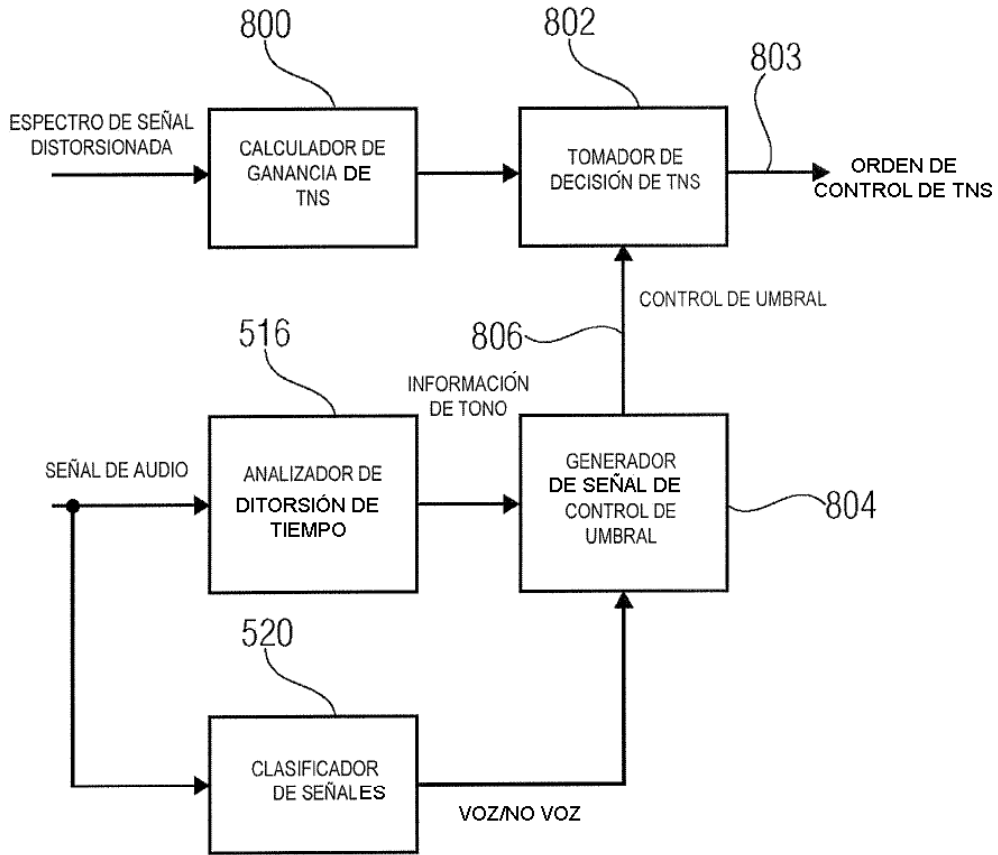 800
802
803
ESPECTRO DE SEÑAL
DISTORSIONADA
CALCULADOR DE
GANANCIA DE
TNS
TOMADOR DE
DECISIÓN DE TNS
ORDEN DE
CONTROL DE TNS
CONTROL DE UMBRAL
516
806
INFORMACIÓN
DE TONO
SEÑAL DE AUDIO
ANALIZADOR DE
DITORSIÓN DE
TIEMPO
GENERADOR
DE SEÑAL DE
CONTROL DE
UMBRAL
804
520
CLASIFICADOR
DE SEÑALES
VOZ/NO VOZ